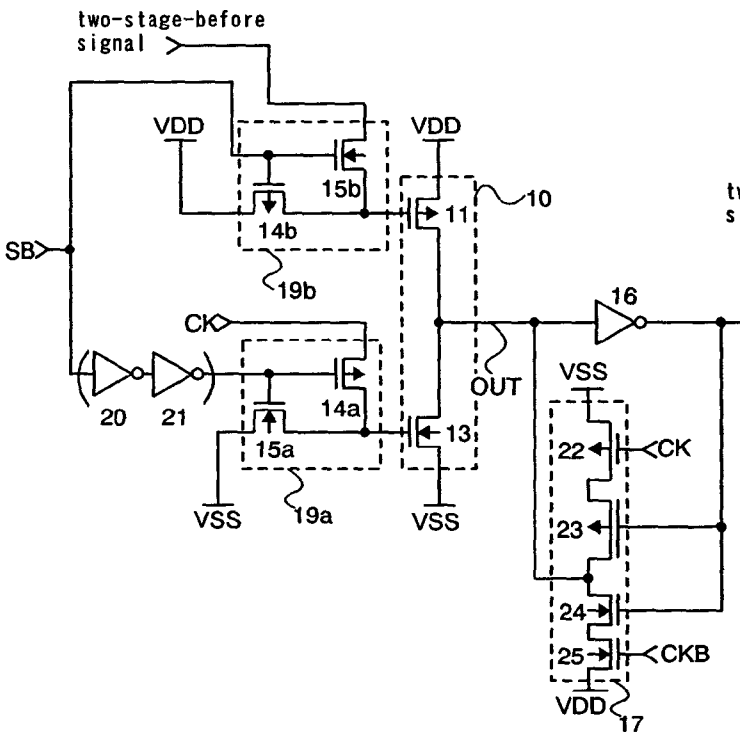 two-stage-before
signal
VDD
VDD
15b
10
11
14b
SB
19b
tw
s
16
CK
OUT
14a
VSS
20
21
15a
13
22
CK
VSS
19a
VSS
23
24
25
CKB
VDD
17